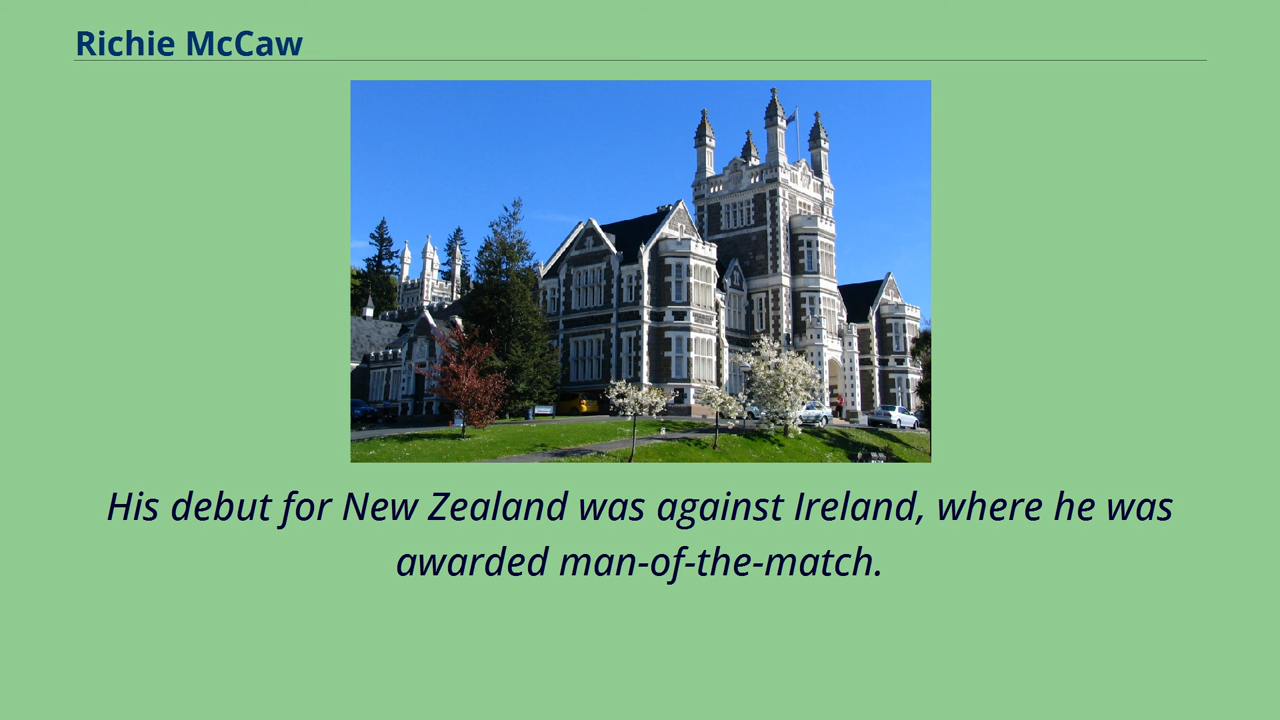 Richie McCaw
His debut for New Zealand was against Ireland, where he was
awarded man-of-the-match.